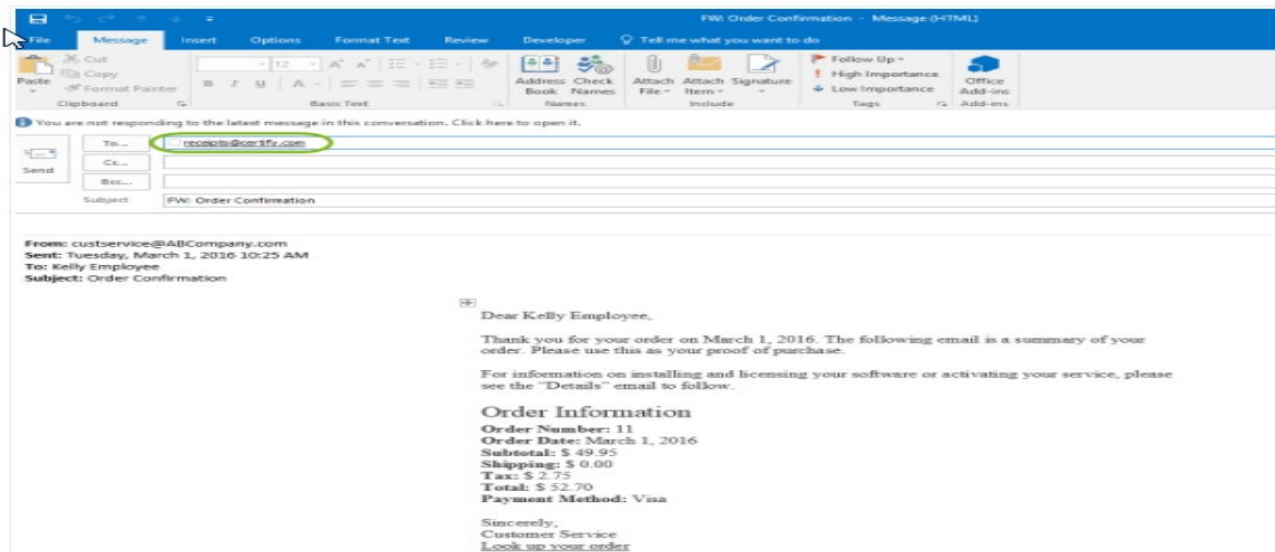 FW: Order Confirmation - Message (HTML)
File Message Insert Options Format Text Review Developer Tell me what you want to do
Paste
Cut
Copy
Format Painter
Clipboard
12
B I U A
Basic Text
Address Book
Check Names
Names
Attach File
Attach Item
Signature
Include
Follow Up
High Importance
Low Importance
Tags
Office Add-ins
Add-ins
You are not responding to the latest message in this conversation. Click here to open it.
Send
To... receipts@certify.com
Cc...
Bcc...
Subject FW: Order Confirmation
From: custservice@ABCompany.com
Sent: Tuesday, March 1, 2016 10:25 AM
To: Kelly Employee
Subject: Order Confirmation
Dear Kelly Employee,
Thank you for your order on March 1, 2016. The following email is a summary of your
order. Please use this as your proof of purchase.
For information on installing and licensing your software or activating your service, please
see the "Details" email to follow.
Order Information
Order Number: 11
Order Date: March 1, 2016
Subtotal: $ 49.95
Shipping: $ 0.00
Tax: $ 2.75
Total: $ 52.70
Payment Method: Visa
Sincerely,
Customer Service
Look up your order